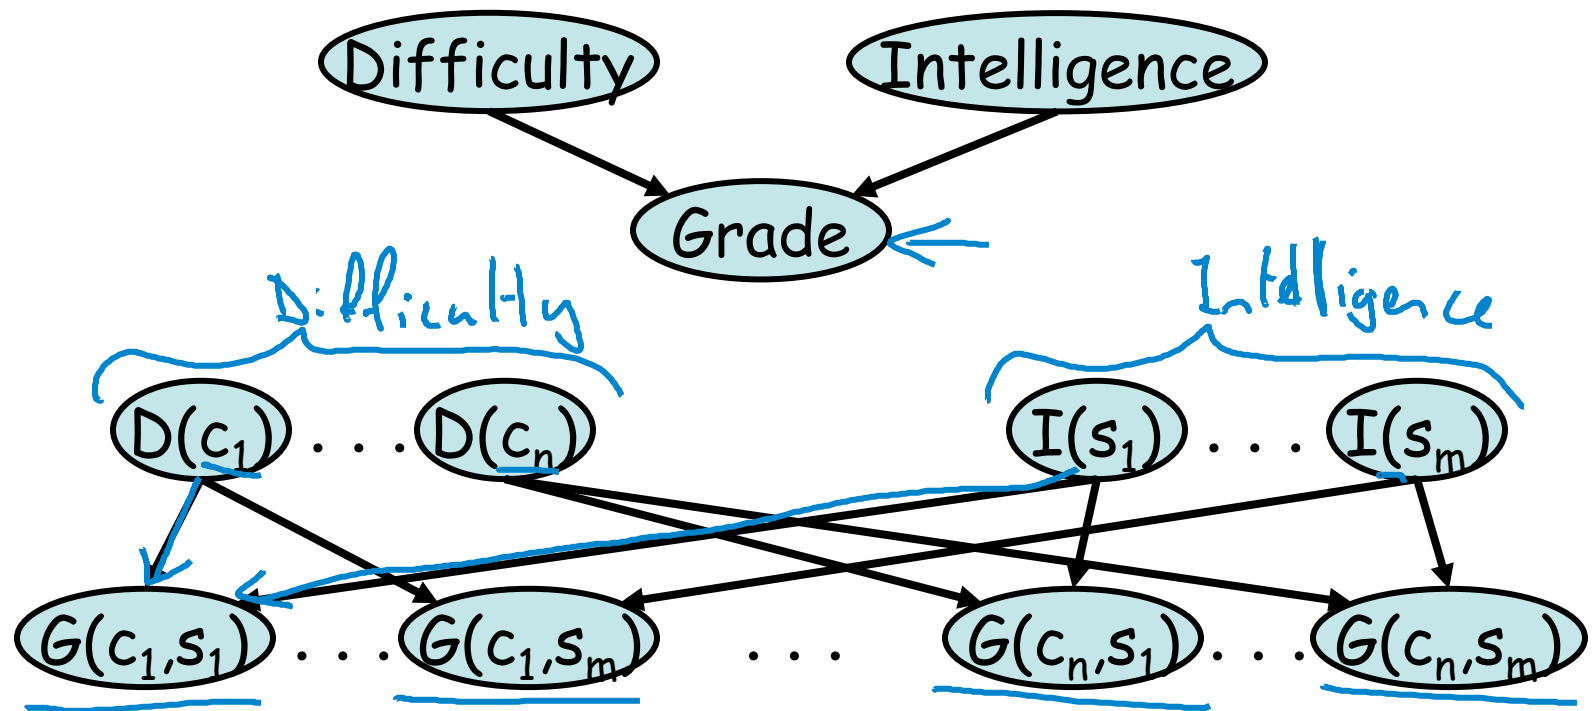 Difficulty Intelligence
Grade
Difficulty Intelligence
D(c₁) . . . D(cₙ) I(s₁) . . . I(sₘ)
G(c₁,s₁) . . . G(c₁,sₘ) . . . G(cₙ,s₁) . . . G(cₙ,sₘ)